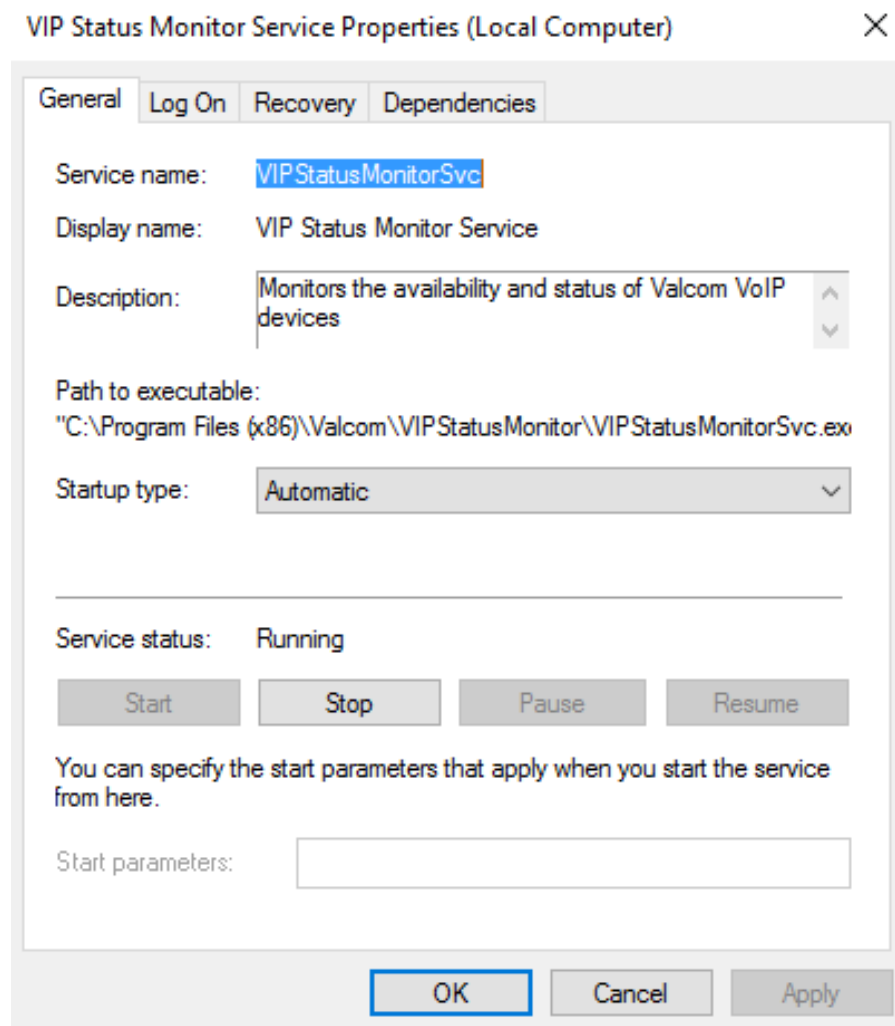 VIP Status Monitor Service Properties (Local Computer)
General Log On Recovery Dependencies
Service name: VIPStatusMonitorSvc
Display name: VIP Status Monitor Service
Description: Monitors the availability and status of Valcom VoIP
devices
Path to executable:
"C:\Program Files (x86)\Valcom\VIPStatusMonitor\VIPStatusMonitorSvc.exe
Startup type: Automatic
Service status: Running
Start Stop Pause Resume
You can specify the start parameters that apply when you start the service
from here.
Start parameters:
OK Cancel Apply